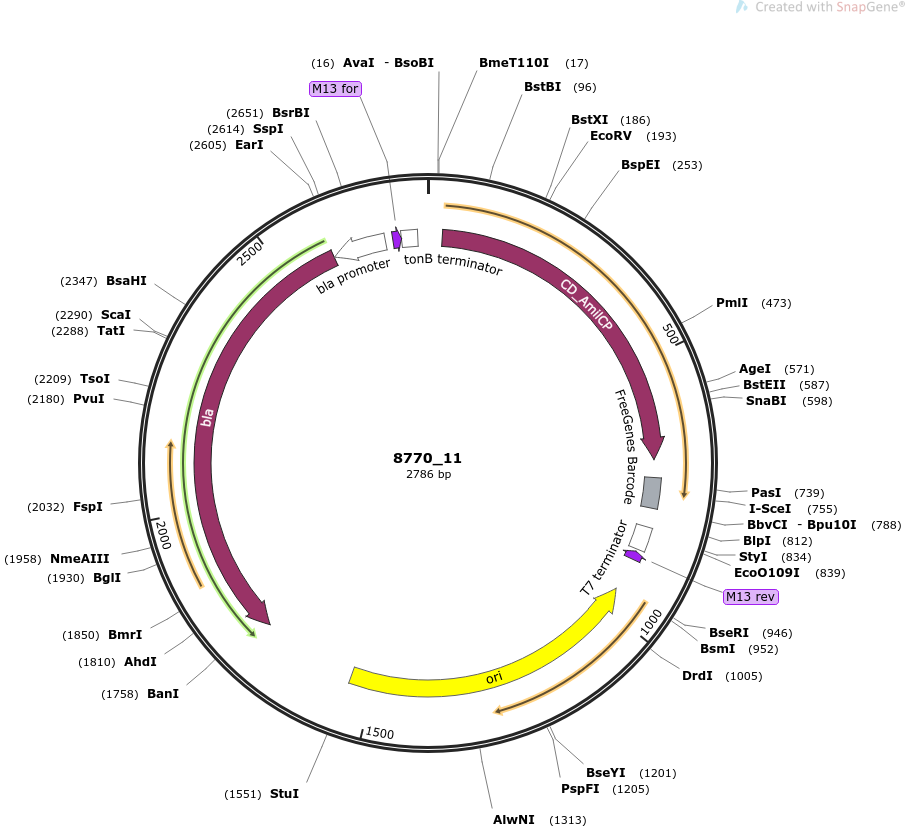 Created with SnapGene®
(16) AvaI - BsoBI
BmeT110I (17)
M13 for
BstBI (96)
(2651) BsrBI
BstXI (186)
(2614) SspI
EcoRV (193)
(2605) EarI
BspEI (253)
2500
bla promoter
tonB terminator
CD_AmilCP
(2347) BsaHI
PmlI (473)
(2290) ScaI
500
(2288) TatI
AgeI (571)
(2209) TsoI
BstEII (587)
(2180) PvuI
SnaBI (598)
bla
FreeGenes Barcode
8770_11
2786 bp
PasI (739)
(2032) FspI
I-SceI (755)
2000
BbvCI - Bpu10I (788)
BlpI (812)
(1958) NmeAIII
StyI (834)
(1930) BglI
EcoO109I (839)
T7 terminator
M13 rev
1000
(1850) BmrI
BseRI (946)
BsmI (952)
(1810) AhdI
DrdI (1005)
ori
(1758) BanI
1500
BseYI (1201)
PspFI (1205)
(1551) StuI
AlwNI (1313)